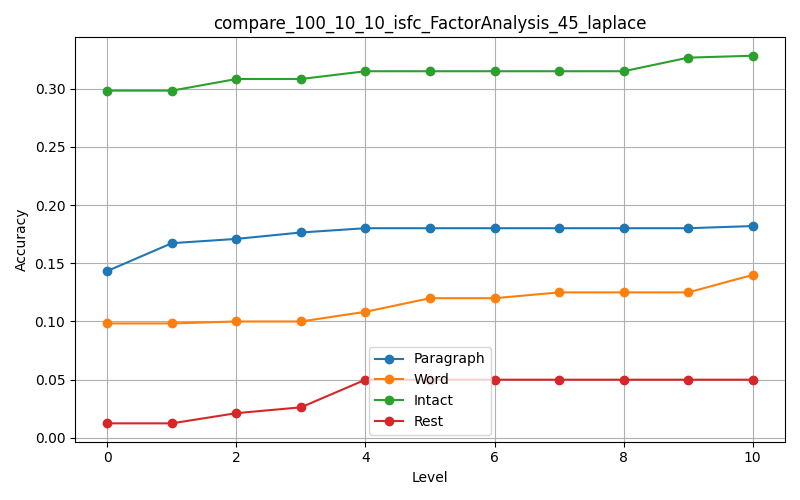 compare_100_10_10_isfc_FactorAnalysis_45_laplace
Accuracy
0.30
0.25
0.20
0.15
0.10
0.05
0.00
Paragraph
Word
Intact
Rest
0 2 4 6 8 10
Level